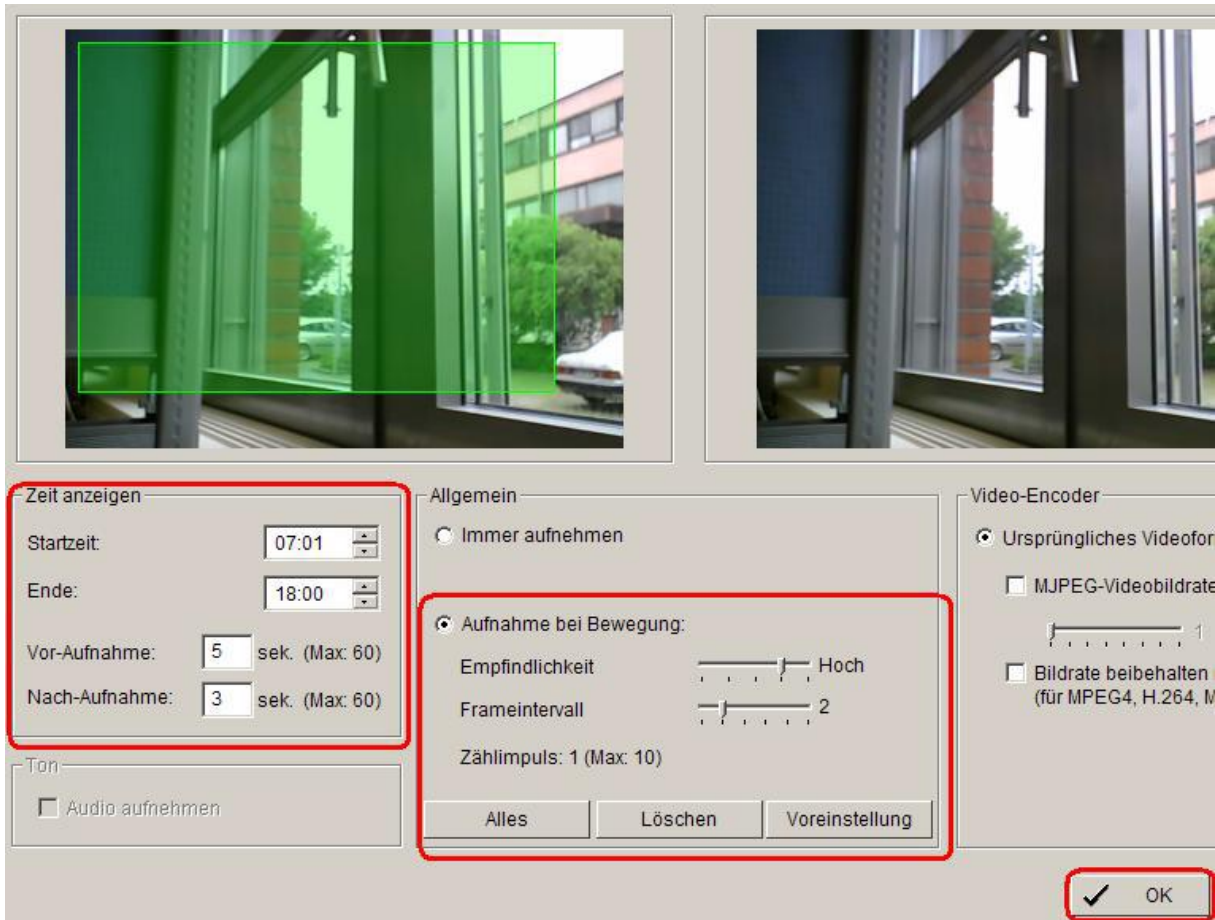 Zeit anzeigen
Startzeit: 07:01
Ende: 18:00
Vor-Aufnahme: 5 sek. (Max: 60)
Nach-Aufnahme: 3 sek. (Max: 60)
Ton
Audio aufnehmen
Allgemein
Immer aufnehmen
Aufnahme bei Bewegung:
Empfindlichkeit Hoch
Frameintervall 2
Zählimpuls: 1 (Max: 10)
Alles Löschen Voreinstellung
Video-Encoder
Ursprüngliches Videofor
MJPEG-Videobildrate
1
Bildrate beibehalten
(für MPEG4, H.264, M
OK